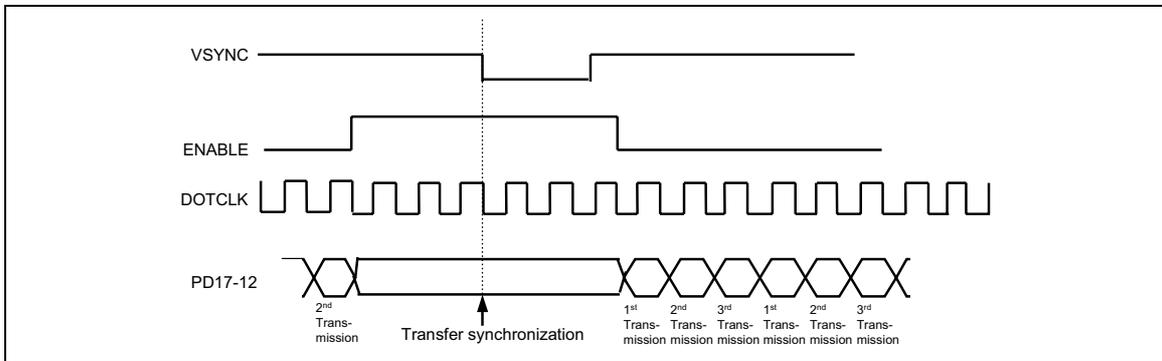 VSYNC
ENABLE
DOTCLK
PD17-12
2nd
Trans-
mission
Transfer synchronization
1st
Trans-
mission
2nd
Trans-
mission
3rd
Trans-
mission
1st
Trans-
mission
2nd
Trans-
mission
3rd
Trans-
mission